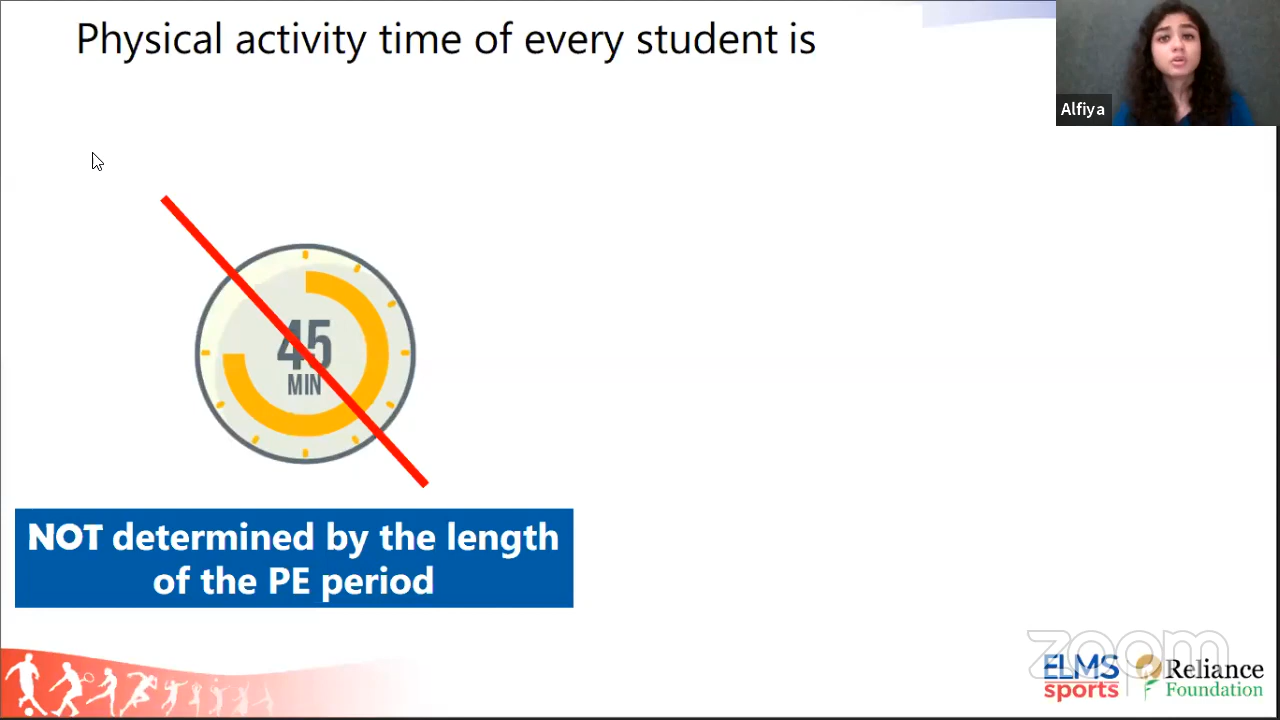 Physical activity time of every student is
Alfiya
45
MIN
NOT determined by the length
of the PE period
zoom
ELMS
sports
Reliance
Foundation